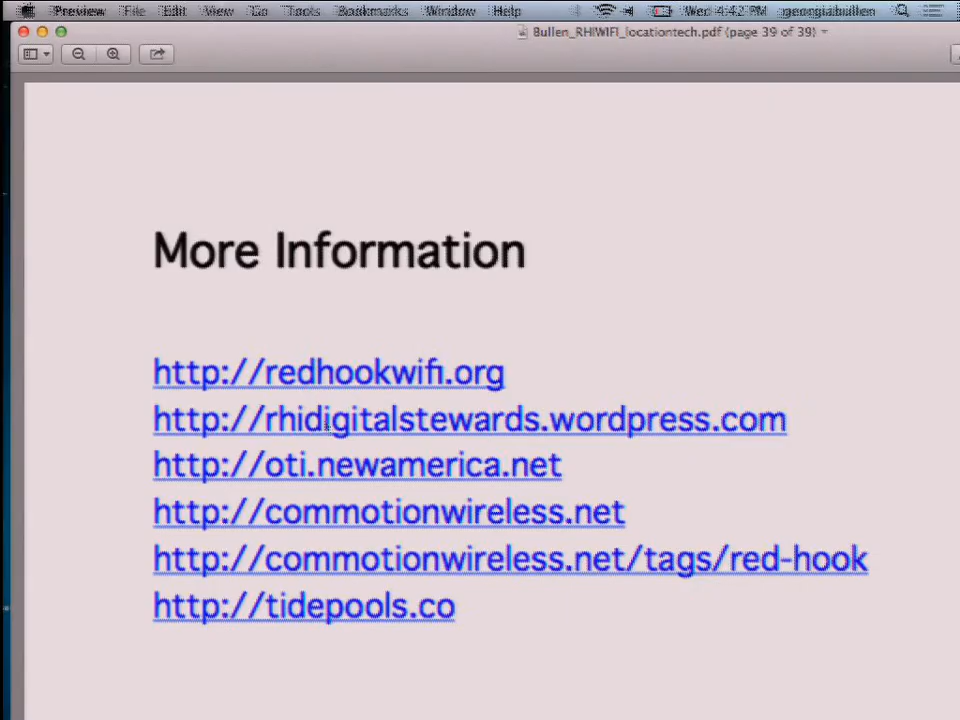 Preview File Edit View Go Tools Bookmarks Window Help Wed 4:42 PM georgiabullen
Bullen_RHIWIFI_locationtech.pdf (page 39 of 39)
More Information
http://redhookwifi.org
http://rhidigitalstewards.wordpress.com
http://oti.newamerica.net
http://commotionwireless.net
http://commotionwireless.net/tags/red-hook
http://tidepools.co